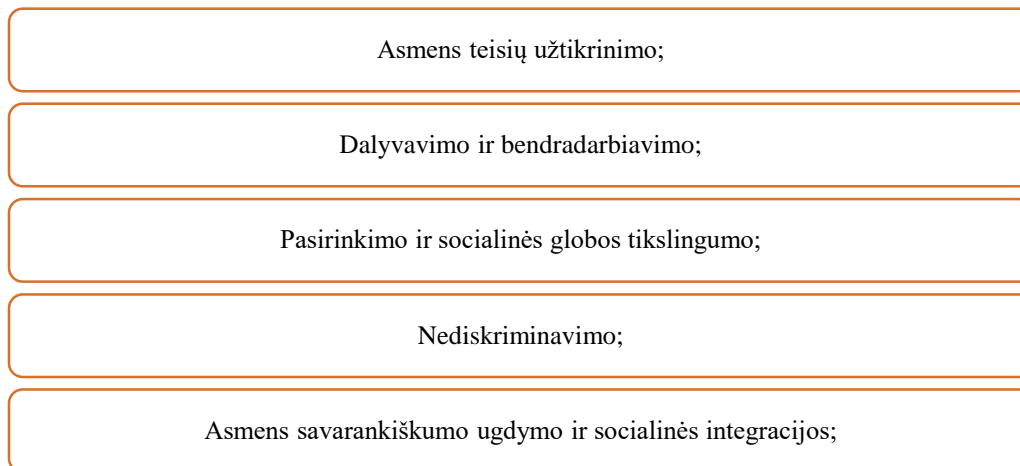 Asmens teisių užtikrinimo;
Dalyvavimo ir bendradarbiavimo;
Pasirinkimo ir socialinės globos tikslingumo;
Nediskriminavimo;
Asmens savarankiškumo ugdymo ir socialinės integracijos;